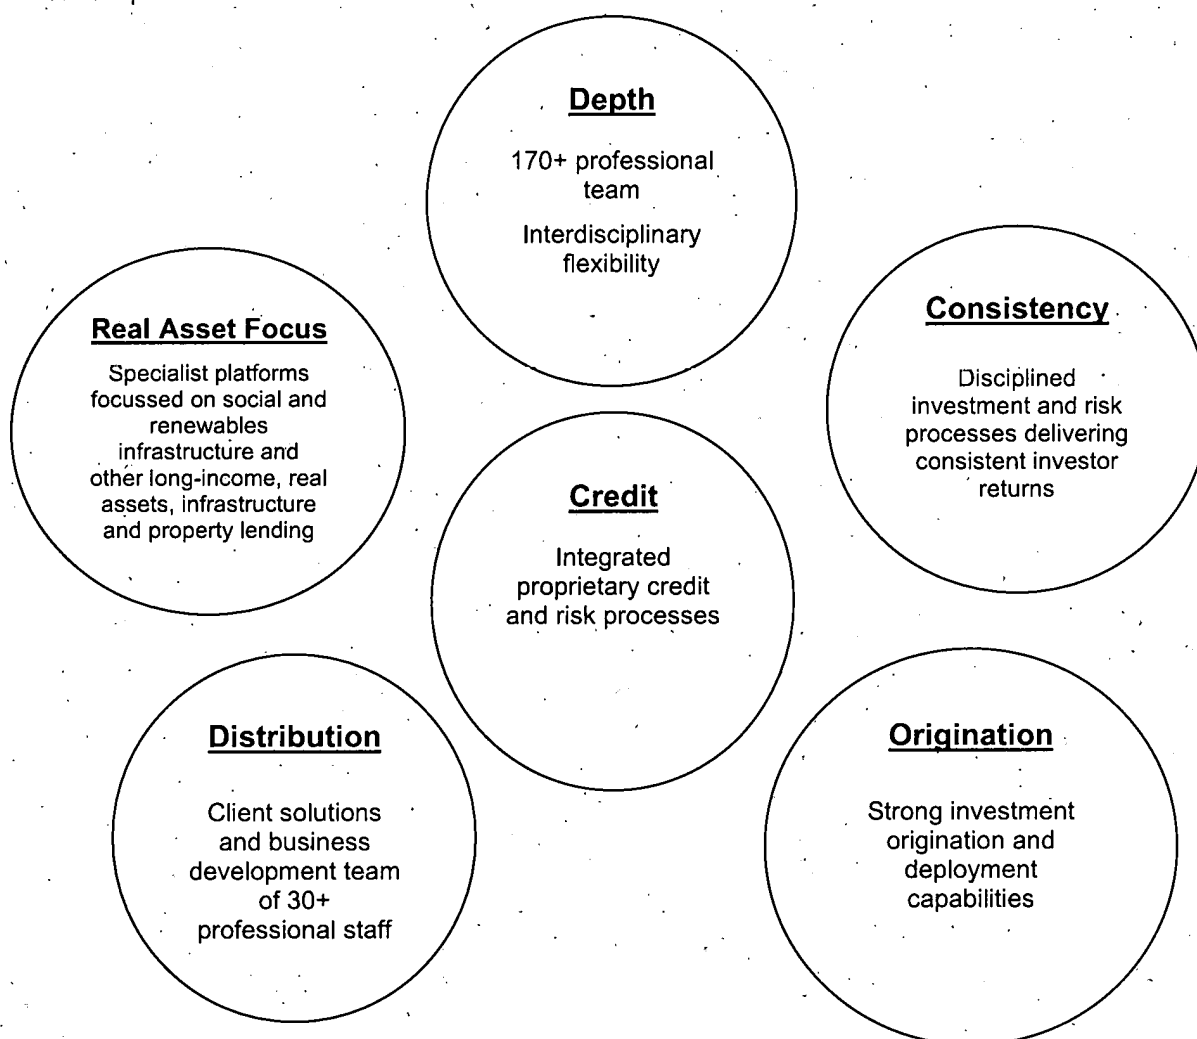 Depth
170+ professional
team
Interdisciplinary
flexibility
Real Asset Focus
Specialist platforms
focussed on social and
renewables
infrastructure and
other long-income, real
assets, infrastructure
and property lending
Consistency
Disciplined
investment and risk
processes delivering
consistent investor
returns
Credit
Integrated
proprietary credit
and risk processes
Distribution
Client solutions
and business
development team
of 30+
professional staff
Origination
Strong investment
origination and
deployment
capabilities